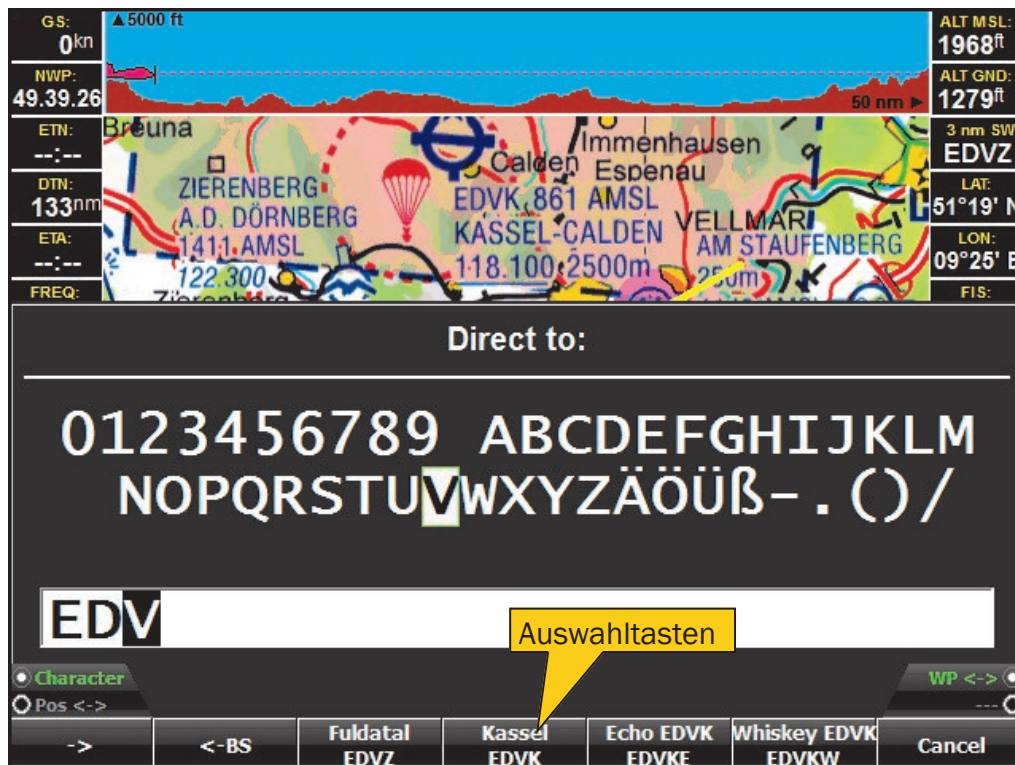 GS:
0kn
NWP:
49.39.26
ETN:
--:--
DTN:
133nm
ETA:
--:--
FREQ:
▲5000 ft
50 nm ►
ALT MSL:
1968ft
ALT GND:
1279ft
3 nm SW
EDVZ
LAT:
51°19' N
LON:
09°25' E
FIS:
Breuna
ZIERENBERG
A.D. DÖRNBERG
1411 AMSL
122.300
Zierenberg
Calden
Immenhausen
Espenau
EDVK 861 AMSL
KASSEL-CALDEN
118.100 2500m
VELLMAR
AM STAUFENBERG
250m
Direct to:
0123456789 ABCDEFGHIJKLM
NOPQRSTUVWXYZÄÖÜß-.()/
EDV
Auswahltasten
Character
Pos <->
WP <->
---
->
<-BS
Fuldatal
EDVZ
Kassel
EDVK
Echo EDVK
EDVKE
Whiskey EDVK
EDVKW
Cancel